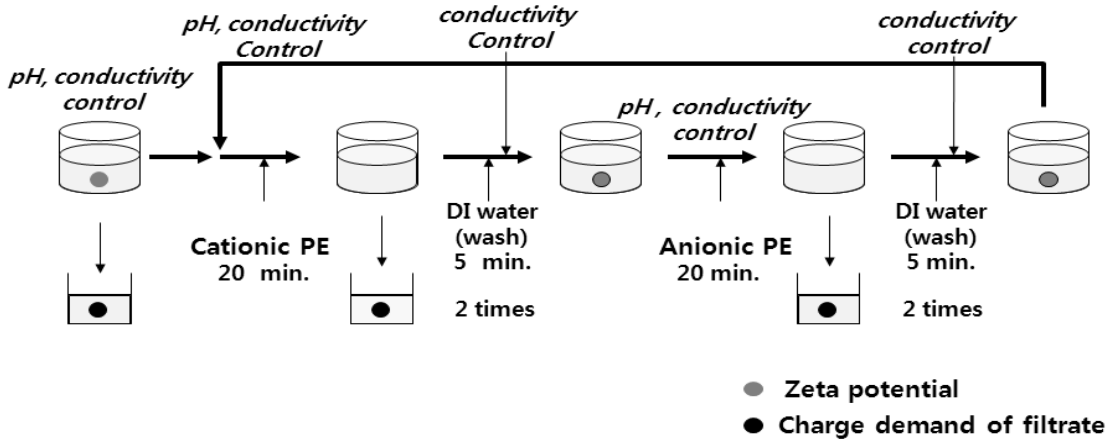 pH, conductivity
Control
conductivity
Control
conductivity
control
pH, conductivity
control
pH , conductivity
control
Cationic PE
20 min.
DI water
(wash)
5 min.
2 times
Anionic PE
20 min.
DI water
(wash)
5 min.
2 times
Zeta potential
Charge demand of filtrate